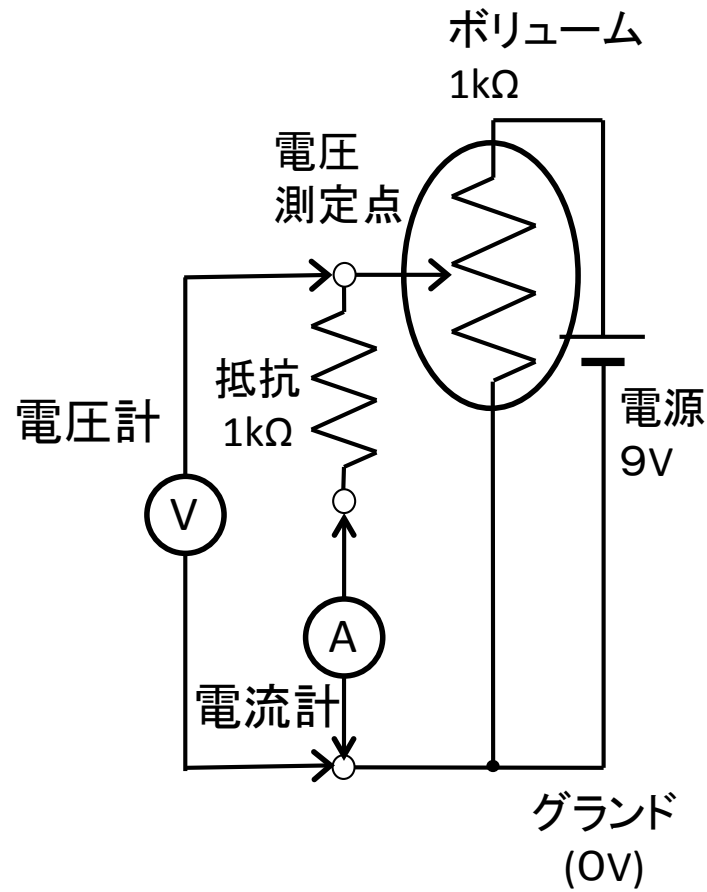 ボリューム
1kΩ
電圧
測定点
抵抗
1kΩ
電圧計
電源
９V
V
A
電流計
グランド
(0V)